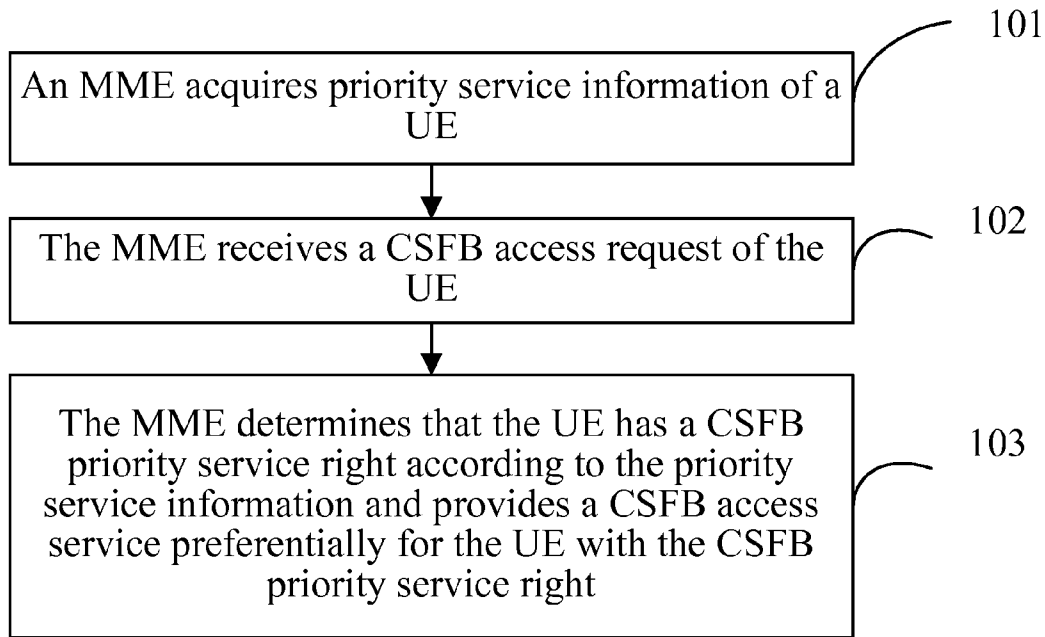 101
An MME acquires priority service information of a
UE
102
The MME receives a CSFB access request of the
UE
103
The MME determines that the UE has a CSFB
priority service right according to the priority
service information and provides a CSFB access
service preferentially for the UE with the CSFB
priority service right